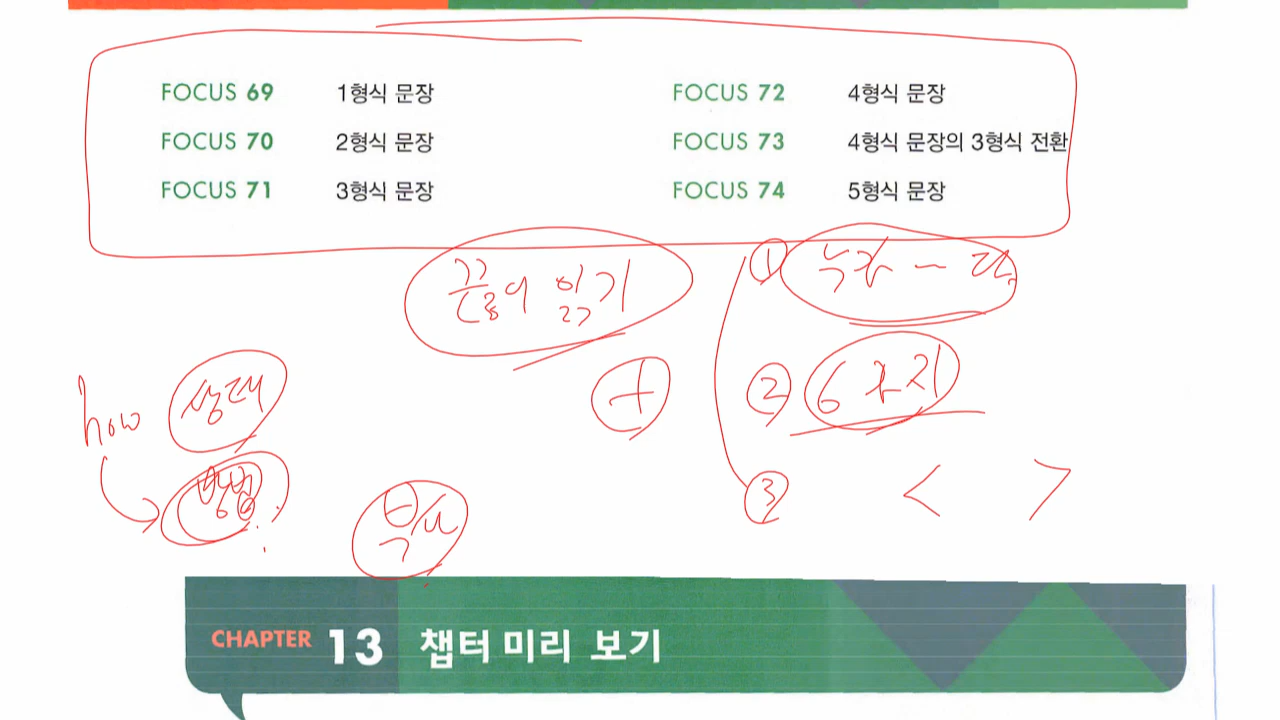 FOCUS 69 1형식 문장
FOCUS 70 2형식 문장
FOCUS 71 3형식 문장
FOCUS 72 4형식 문장
FOCUS 73 4형식 문장의 3형식 전환
FOCUS 74 5형식 문장
끊어 읽기
+
① 누가 – 다
② 6가지
③ < >
how 상태
방법
부사
CHAPTER 13 챕터 미리 보기